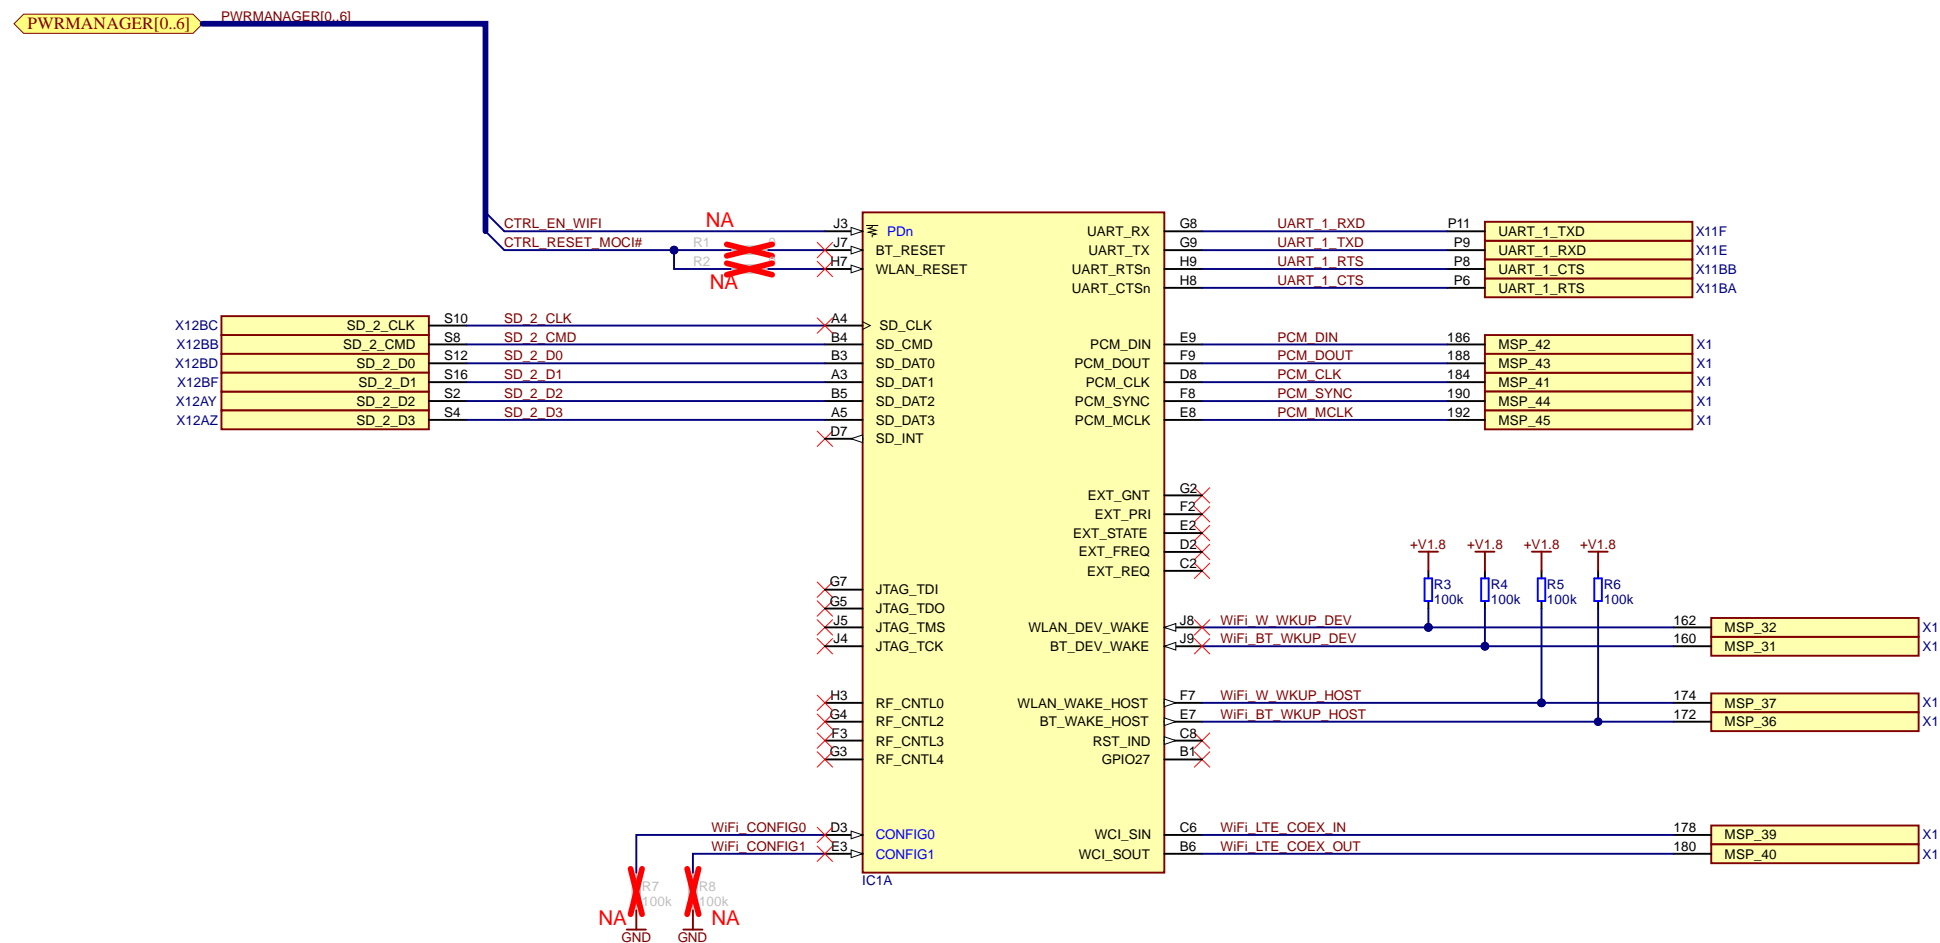 PWRMANAGER[0..6] PWRMANAGER[0..6]
CTRL_EN_WIFI NA J3 PDn
CTRL_RESET_MOCI# R1 J7 BT_RESET
R2 H7 WLAN_RESET
NA
X12BC SD_2_CLK S10 SD_2_CLK A4 SD_CLK
X12BB SD_2_CMD S8 SD_2_CMD B4 SD_CMD
X12BD SD_2_D0 S12 SD_2_D0 B3 SD_DAT0
X12BF SD_2_D1 S16 SD_2_D1 A3 SD_DAT1
X12AY SD_2_D2 S2 SD_2_D2 B5 SD_DAT2
X12AZ SD_2_D3 S4 SD_2_D3 A5 SD_DAT3
D7 SD_INT
G7 JTAG_TDI
G5 JTAG_TDO
J5 JTAG_TMS
J4 JTAG_TCK
H3 RF_CNTL0
G4 RF_CNTL2
F3 RF_CNTL3
G3 RF_CNTL4
WiFi_CONFIG0 D3 CONFIG0
WiFi_CONFIG1 E3 CONFIG1
IC1A
R7 R8
100k 100k
NA NA
GND GND
UART_RX G8 UART_1_RXD P11 UART_1_TXD X11F
UART_TX G9 UART_1_TXD P9 UART_1_RXD X11E
UART_RTSn H9 UART_1_RTS P8 UART_1_CTS X11BB
UART_CTSn H8 UART_1_CTS P6 UART_1_RTS X11BA
PCM_DIN E9 PCM_DIN 186 MSP_42 X1
PCM_DOUT F9 PCM_DOUT 188 MSP_43 X1
PCM_CLK D8 PCM_CLK 184 MSP_41 X1
PCM_SYNC F8 PCM_SYNC 190 MSP_44 X1
PCM_MCLK E8 PCM_MCLK 192 MSP_45 X1
EXT_GNT G2
EXT_PRI F2
EXT_STATE E2
EXT_FREQ D2
EXT_REQ C2
+V1.8 +V1.8 +V1.8 +V1.8
R3 R4 R5 R6
100k 100k 100k 100k
WLAN_DEV_WAKE J8 WiFi_W_WKUP_DEV 162 MSP_32 X1
BT_DEV_WAKE J9 WiFi_BT_WKUP_DEV 160 MSP_31 X1
WLAN_WAKE_HOST F7 WiFi_W_WKUP_HOST 174 MSP_37 X1
BT_WAKE_HOST E7 WiFi_BT_WKUP_HOST 172 MSP_36 X1
RST_IND C8
GPIO27 B1
WCI_SIN C6 WiFi_LTE_COEX_IN 178 MSP_39 X1
WCI_SOUT B6 WiFi_LTE_COEX_OUT 180 MSP_40 X1